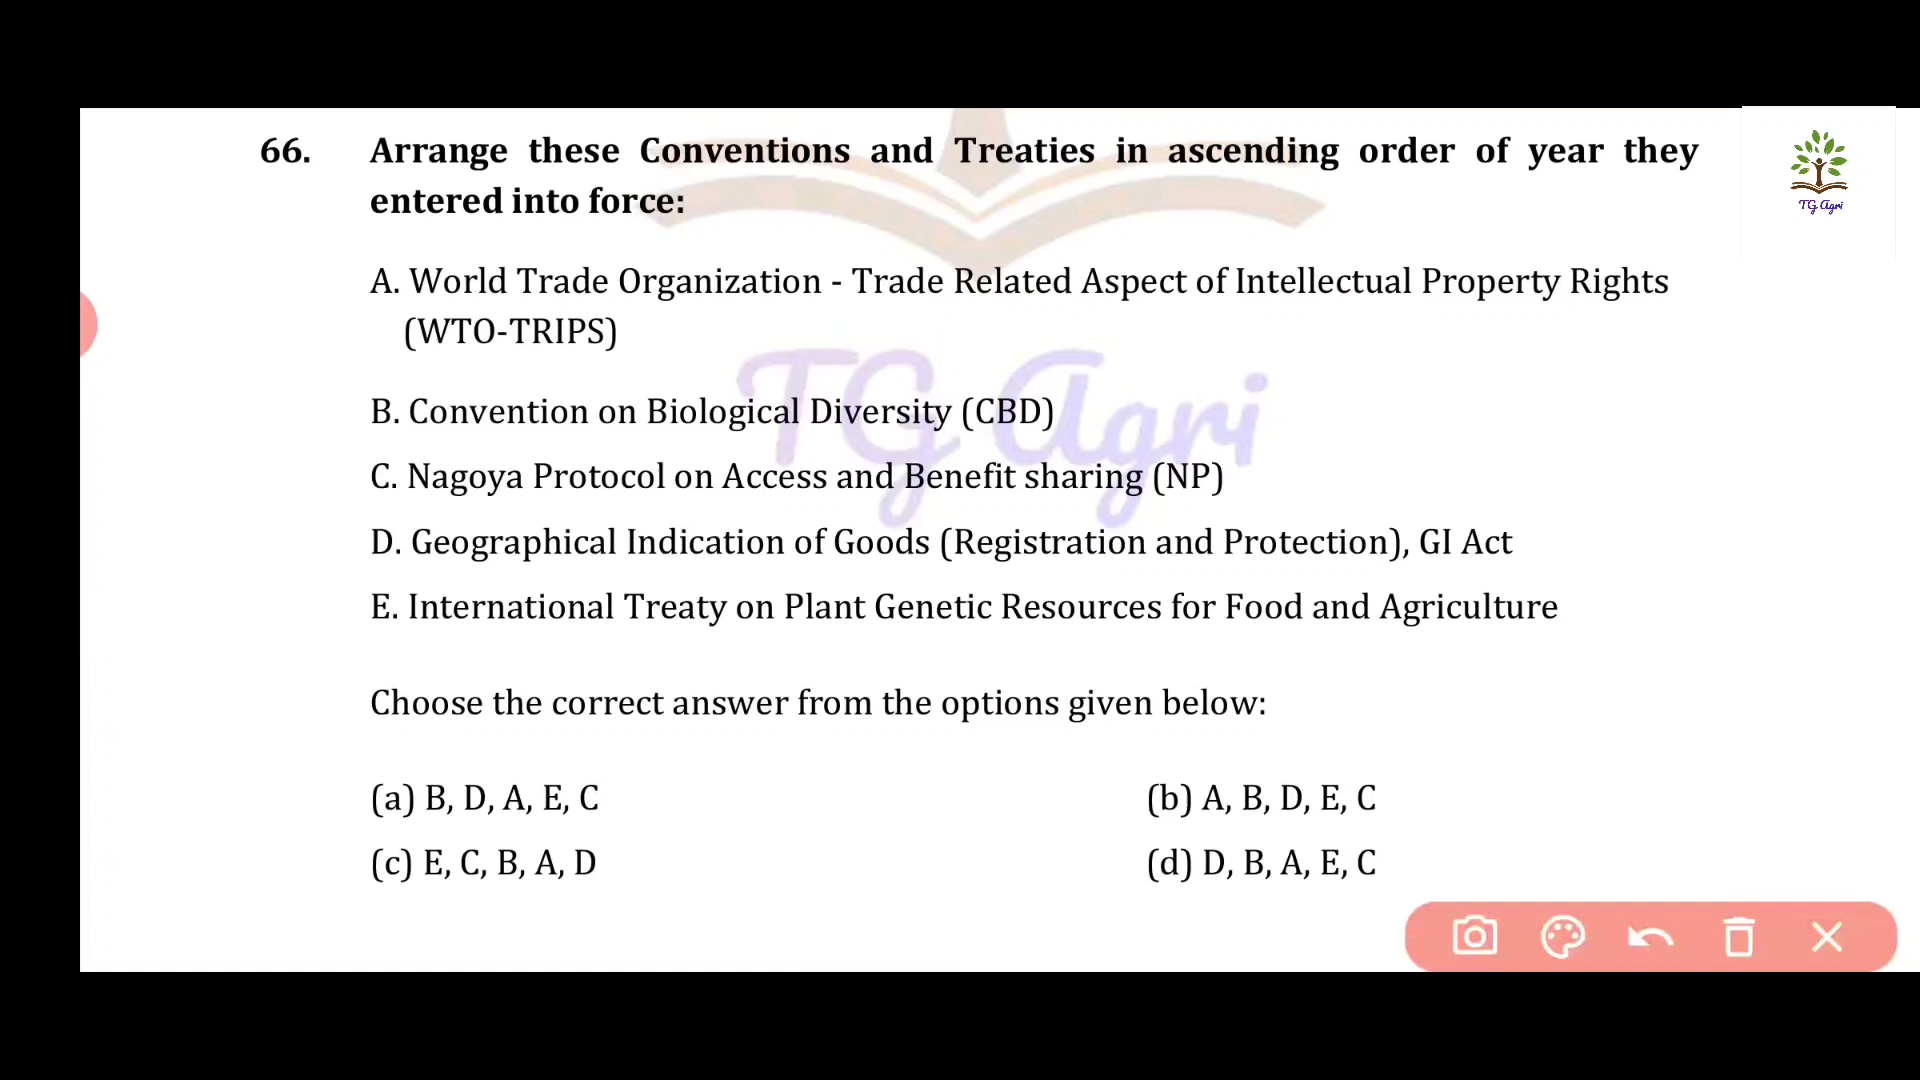 66. Arrange these Conventions and Treaties in ascending order of year they
entered into force:
TG Agri
A. World Trade Organization - Trade Related Aspect of Intellectual Property Rights
(WTO-TRIPS)
TG Agri
B. Convention on Biological Diversity (CBD)
C. Nagoya Protocol on Access and Benefit sharing (NP)
D. Geographical Indication of Goods (Registration and Protection), GI Act
E. International Treaty on Plant Genetic Resources for Food and Agriculture
Choose the correct answer from the options given below:
(a) B, D, A, E, C (b) A, B, D, E, C
(c) E, C, B, A, D (d) D, B, A, E, C